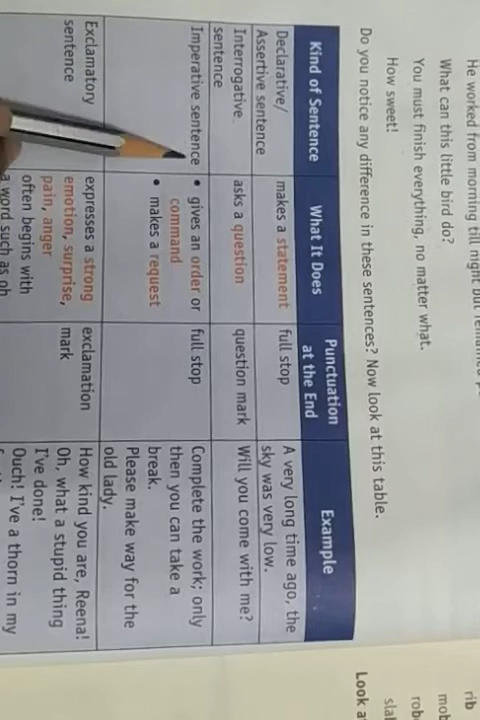 He worked from morning till night but
What can this little bird do?
You must finish everything, no matter what.
How sweet!
Do you notice any difference in these sentences? Now look at this table.
Kind of Sentence
What It Does
Punctuation
at the End
Example
Declarative/
Assertive sentence
makes a statement
full stop
A very long time ago, the
sky was very low.
Interrogative
sentence
asks a question
question mark
Will you come with me?
Imperative sentence
• gives an order or
command
• makes a request
full stop
Complete the work; only
then you can take a
break.
Please make way for the
old lady.
Exclamatory
sentence
expresses a strong
emotion, surprise,
pain, anger
often begins with
a word such as oh
exclamation
mark
How kind you are, Reena!
Oh, what a stupid thing
I've done!
Ouch! I've a thorn in my
rib
mob
rob
slab
Look a